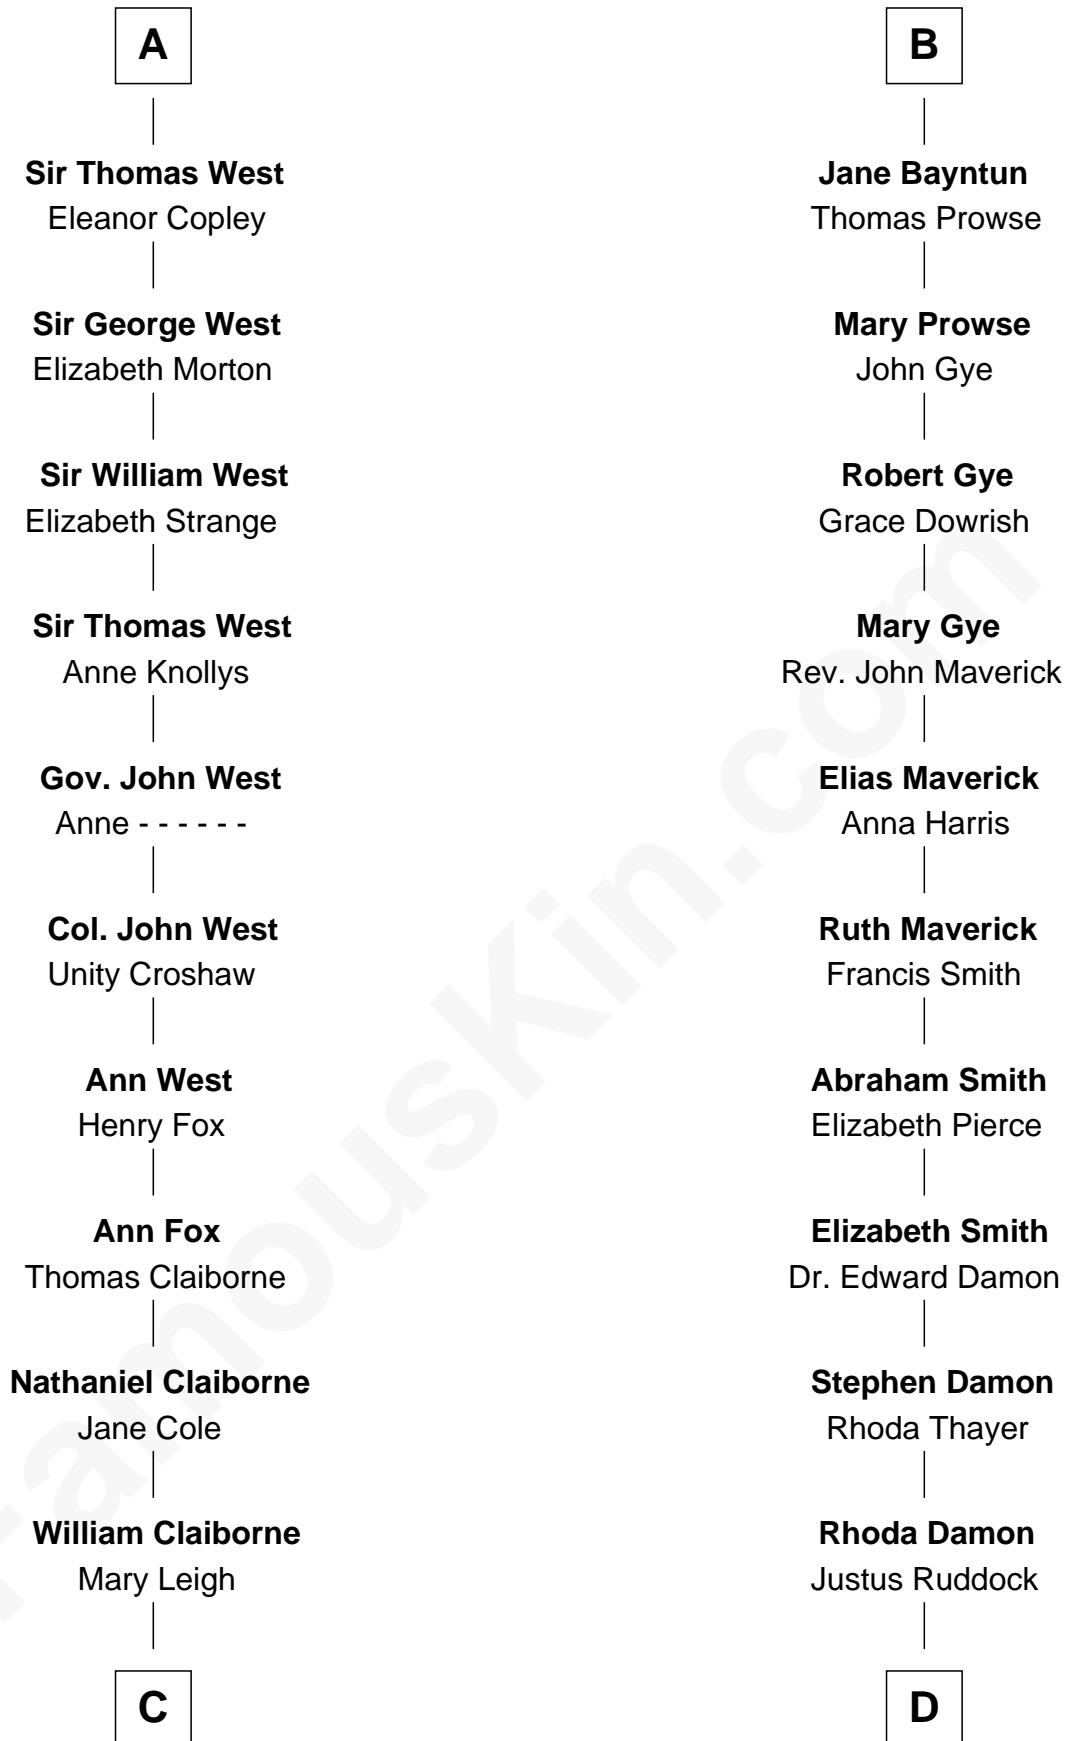 A
Sir Thomas West
Eleanor Copley
Sir George West
Elizabeth Morton
Sir William West
Elizabeth Strange
Sir Thomas West
Anne Knollys
Gov. John West
Anne - - - - - -
Col. John West
Unity Croshaw
Ann West
Henry Fox
Ann Fox
Thomas Claiborne
Nathaniel Claiborne
Jane Cole
William Claiborne
Mary Leigh
C
B
Jane Bayntun
Thomas Prowse
Mary Prowse
John Gye
Robert Gye
Grace Dowrish
Mary Gye
Rev. John Maverick
Elias Maverick
Anna Harris
Ruth Maverick
Francis Smith
Abraham Smith
Elizabeth Pierce
Elizabeth Smith
Dr. Edward Damon
Stephen Damon
Rhoda Thayer
Rhoda Damon
Justus Ruddock
D
FamousKin.com